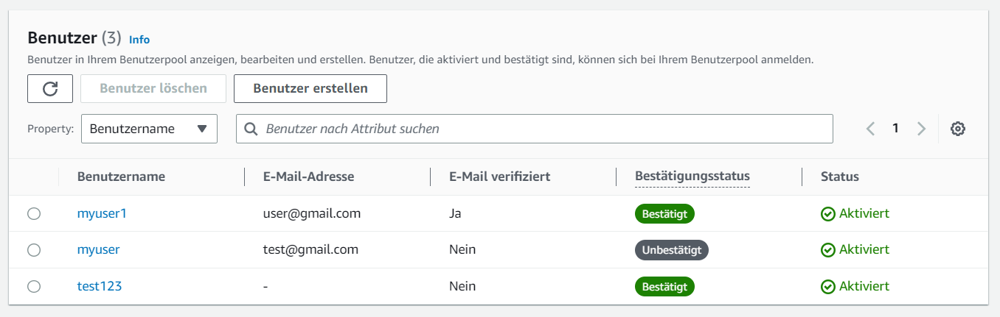 Benutzer (3) Info
Benutzer in Ihrem Benutzerpool anzeigen, bearbeiten und erstellen. Benutzer, die aktiviert und bestätigt sind, können sich bei Ihrem Benutzerpool anmelden.
Benutzer löschen Benutzer erstellen
Property: Benutzername Benutzer nach Attribut suchen 1
Benutzername E-Mail-Adresse E-Mail verifiziert Bestätigungsstatus Status
myuser1 user@gmail.com Ja Bestätigt Aktiviert
myuser test@gmail.com Nein Unbestätigt Aktiviert
test123 - Nein Bestätigt Aktiviert